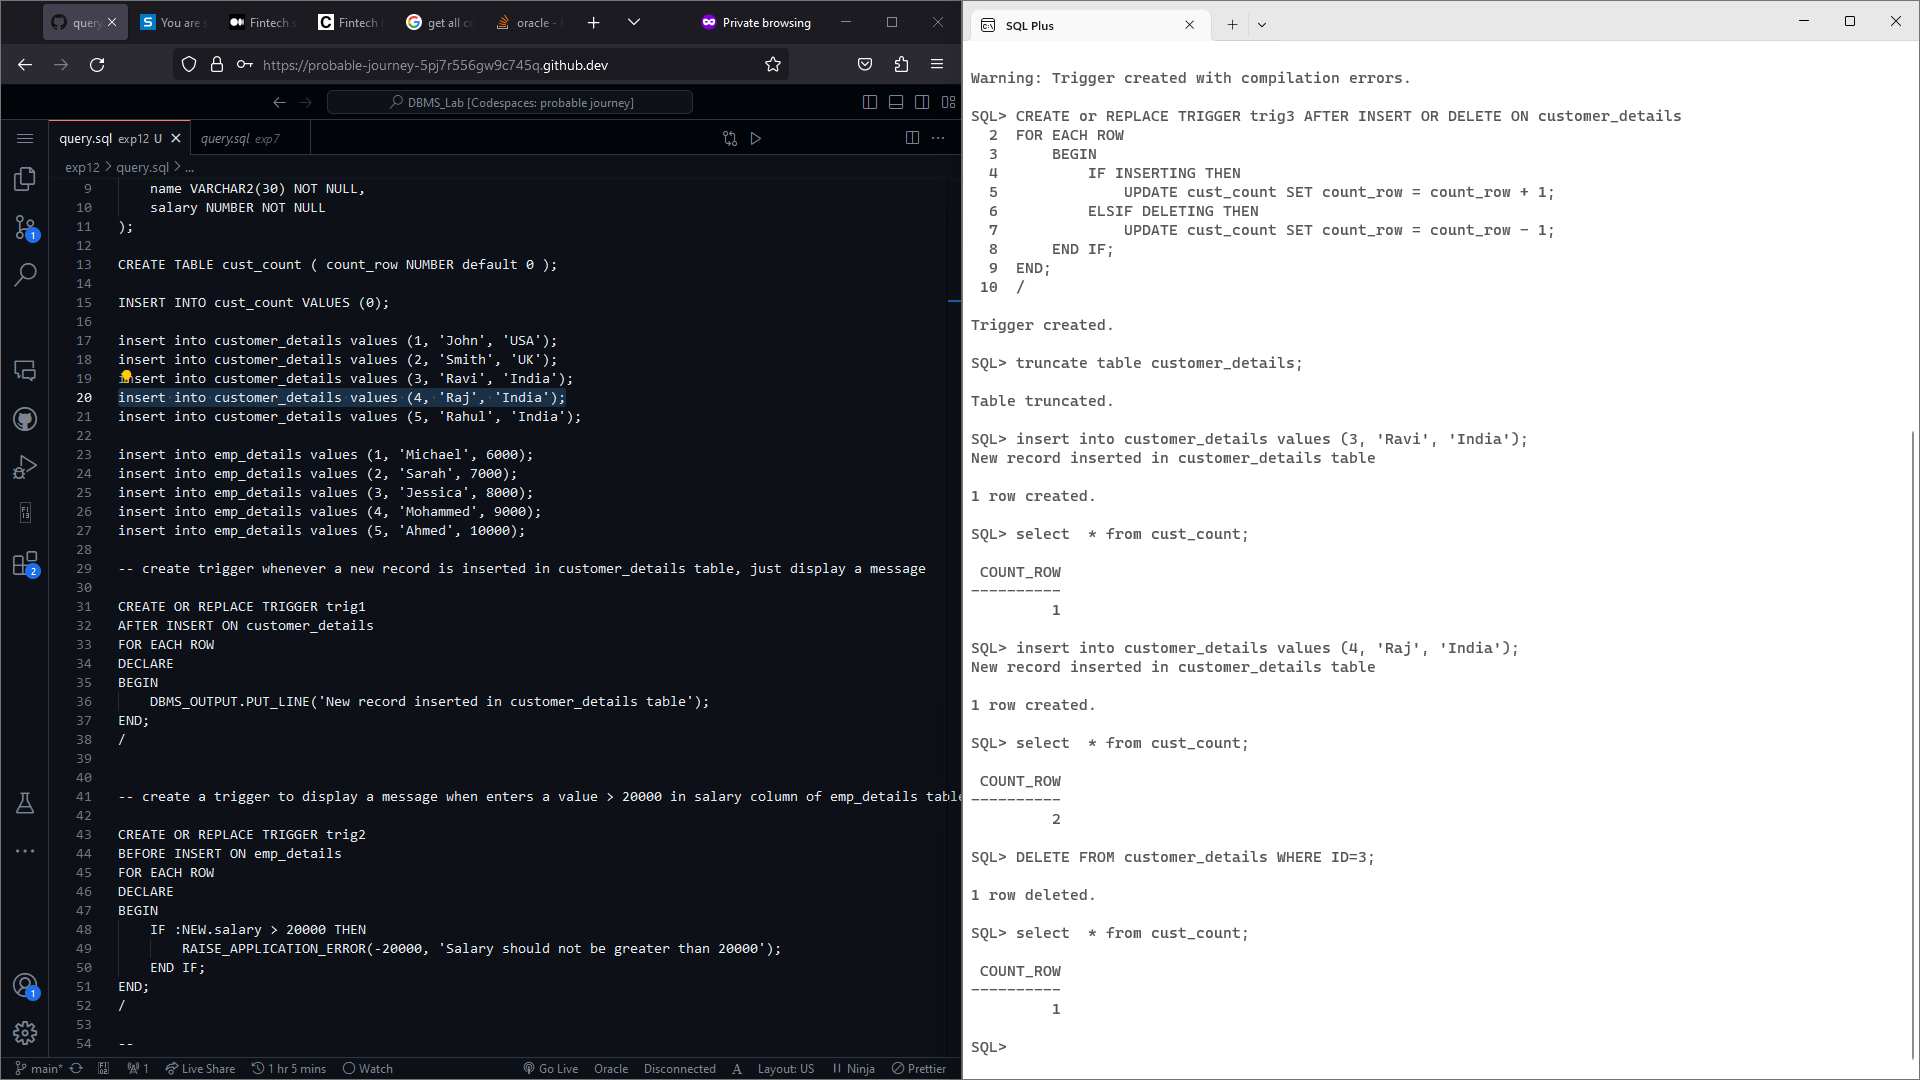 query
You are
Fintech
Fintech
get all co
oracle -
Private browsing
https://probable-journey-5pj7r556gw9c745q.github.dev
DBMS_Lab [Codespaces: probable journey]
query.sql exp12 U
query.sql exp7
exp12 > query.sql > ...
9 name VARCHAR2(30) NOT NULL,
10 salary NUMBER NOT NULL
11 );
12
13 CREATE TABLE cust_count ( count_row NUMBER default 0 );
14
15 INSERT INTO cust_count VALUES (0);
16
17 insert into customer_details values (1, 'John', 'USA');
18 insert into customer_details values (2, 'Smith', 'UK');
19 insert into customer_details values (3, 'Ravi', 'India');
20 insert into customer_details values (4, 'Raj', 'India');
21 insert into customer_details values (5, 'Rahul', 'India');
22
23 insert into emp_details values (1, 'Michael', 6000);
24 insert into emp_details values (2, 'Sarah', 7000);
25 insert into emp_details values (3, 'Jessica', 8000);
26 insert into emp_details values (4, 'Mohammed', 9000);
27 insert into emp_details values (5, 'Ahmed', 10000);
28
29 -- create trigger whenever a new record is inserted in customer_details table, just display a message
30
31 CREATE OR REPLACE TRIGGER trig1
32 AFTER INSERT ON customer_details
33 FOR EACH ROW
34 DECLARE
35 BEGIN
36 DBMS_OUTPUT.PUT_LINE('New record inserted in customer_details table');
37 END;
38 /
39
40
41 -- create a trigger to display a message when enters a value > 20000 in salary column of emp_details table
42
43 CREATE OR REPLACE TRIGGER trig2
44 BEFORE INSERT ON emp_details
45 FOR EACH ROW
46 DECLARE
47 BEGIN
48 IF :NEW.salary > 20000 THEN
49 RAISE_APPLICATION_ERROR(-20000, 'Salary should not be greater than 20000');
50 END IF;
51 END;
52 /
53
54 --
1
2
1
main*
1
Live Share
1 hr 5 mins
Watch
Go Live
Oracle
Disconnected
A
Layout: US
Ninja
Prettier
SQL Plus
Warning: Trigger created with compilation errors.
SQL> CREATE or REPLACE TRIGGER trig3 AFTER INSERT OR DELETE ON customer_details
2 FOR EACH ROW
3 BEGIN
4 IF INSERTING THEN
5 UPDATE cust_count SET count_row = count_row + 1;
6 ELSIF DELETING THEN
7 UPDATE cust_count SET count_row = count_row - 1;
8 END IF;
9 END;
10 /
Trigger created.
SQL> truncate table customer_details;
Table truncated.
SQL> insert into customer_details values (3, 'Ravi', 'India');
New record inserted in customer_details table
1 row created.
SQL> select  * from cust_count;
COUNT_ROW
----------
1
SQL> insert into customer_details values (4, 'Raj', 'India');
New record inserted in customer_details table
1 row created.
SQL> select  * from cust_count;
COUNT_ROW
----------
2
SQL> DELETE FROM customer_details WHERE ID=3;
1 row deleted.
SQL> select  * from cust_count;
COUNT_ROW
----------
1
SQL>